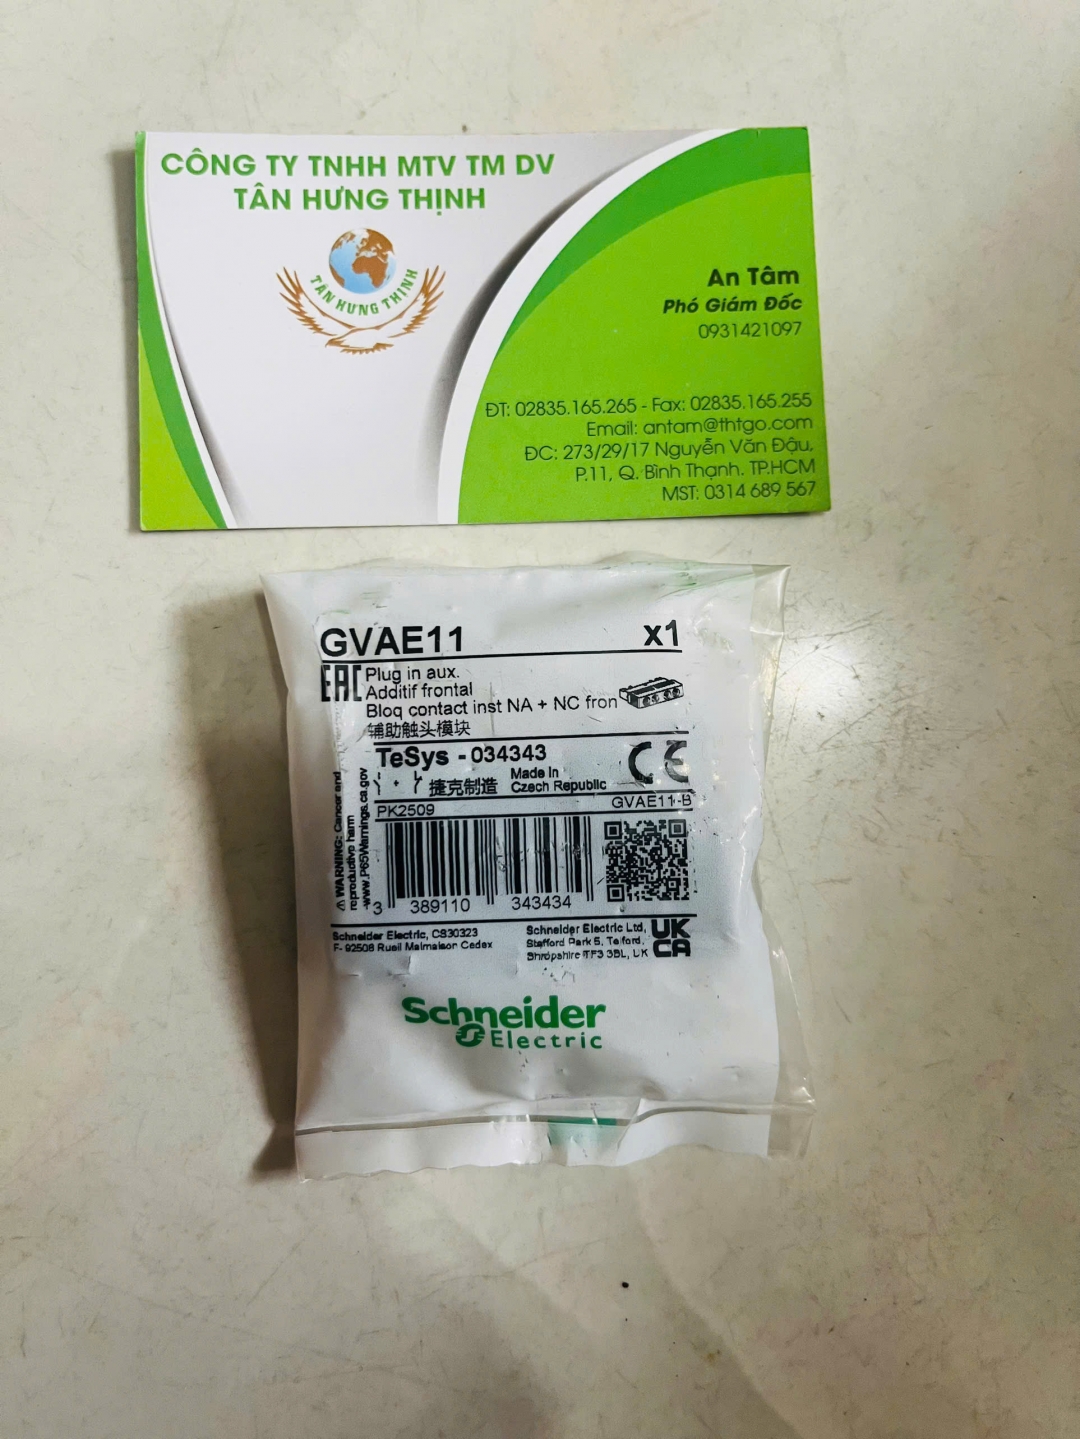 CÔNG TY TNHH MTV TM DV
TÂN HƯNG THỊNH
TÂN HƯNG THỊNH
An Tâm
Phó Giám Đốc
0931421097
ĐT: 02835.165.265 - Fax: 02835.165.255
Email: antam@thtgo.com
ĐC: 273/29/17 Nguyễn Văn Đậu,
P.11, Q. Bình Thạnh. TP.HCM
MST: 0314 689 567
GVAE11 x1
EAC
Plug in aux.
Additif frontal
Bloq contact inst NA + NC fron
辅助触头模块
TeSys - 034343
CE
捷克制造
Made in
Czech Republic
PK2509 GVAE11-B
⚠ WARNING: Cancer and
reproductive harm
-www.P65Warnings.ca.gov
3 389110 343434
Schneider Electric, CS30323
F- 92506 Rueil Malmaison Cedex
Schneider Electric Ltd,
Stafford Park 5, Telford,
Shropshire TF3 3BL, UK
UK
CA
Schneider
Electric